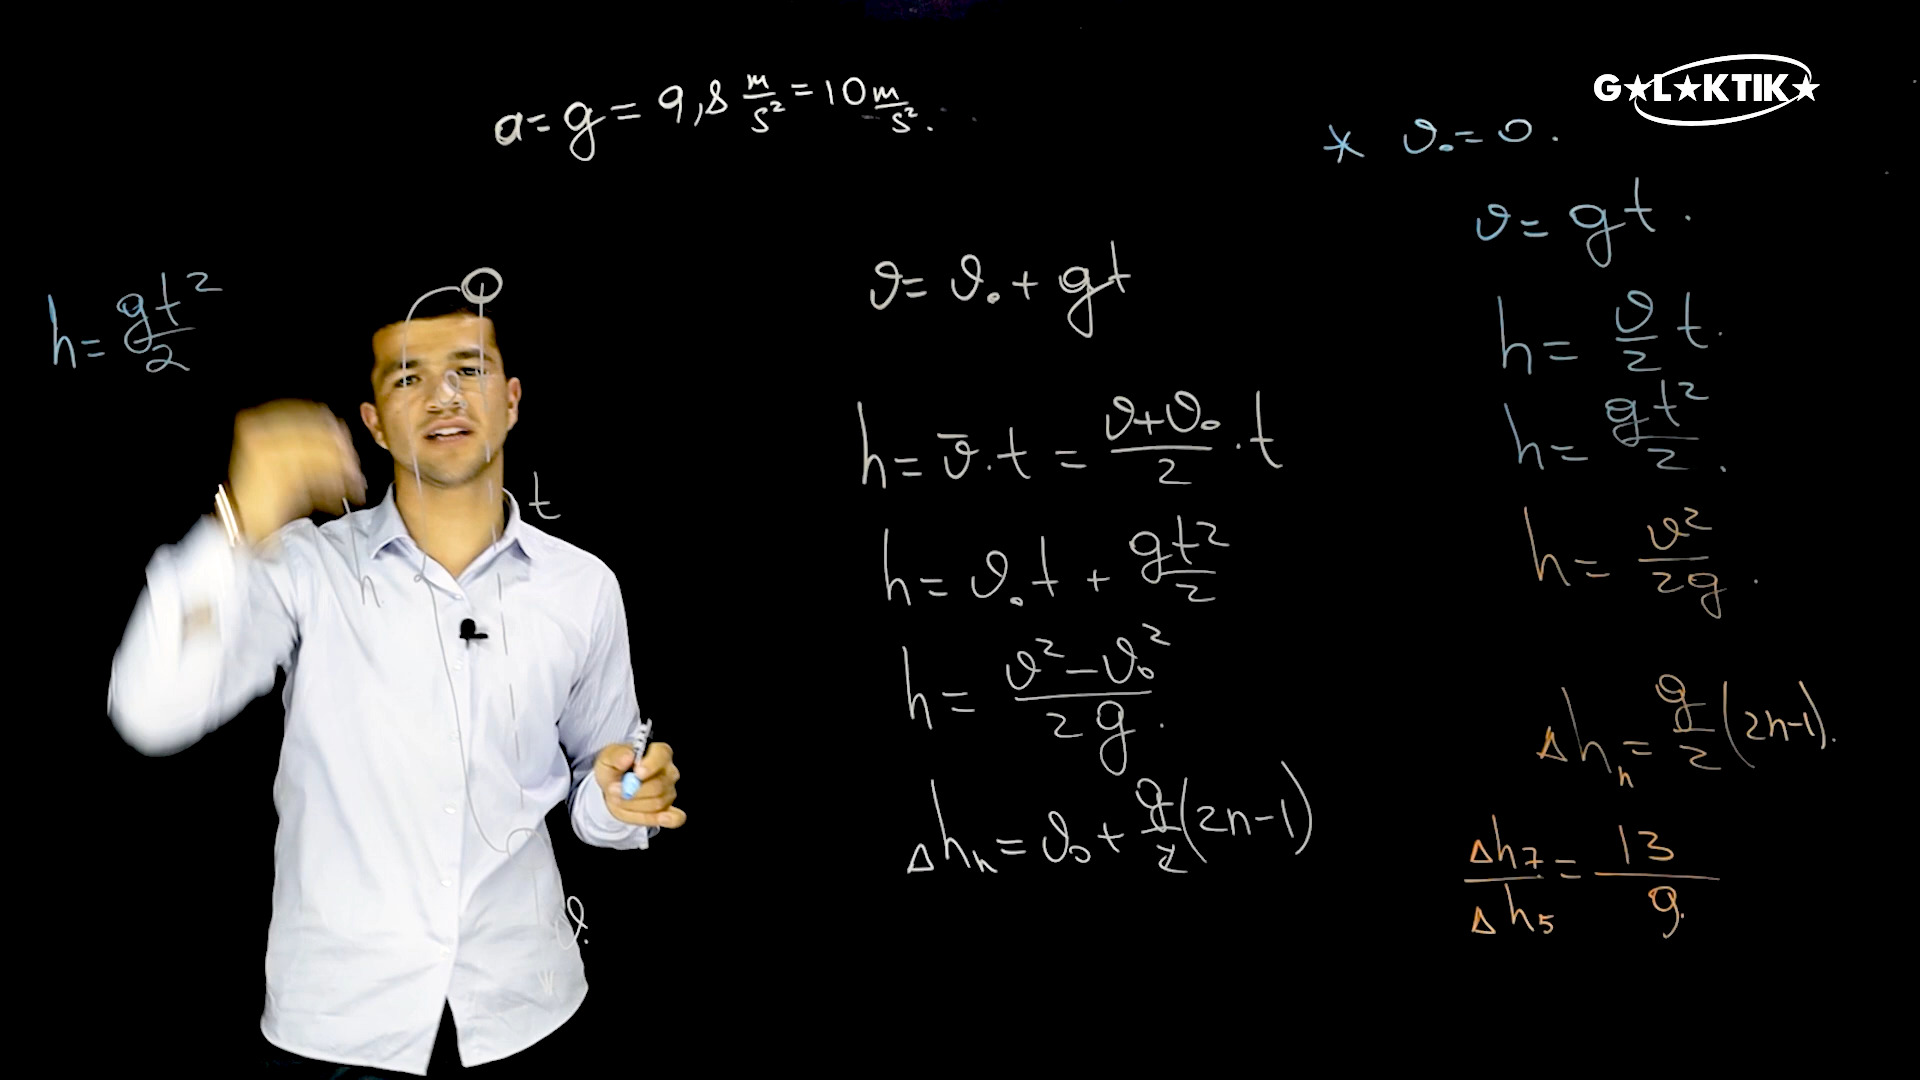 G★L★KTIK★
a = g = 9,8 m/s² = 10 m/s².
h = gt²/2
t
h
ϑ.
ϑ = ϑ₀ + gt
h = ϑ̄ · t = (ϑ + ϑ₀)/2 · t
h = ϑ₀t + gt²/2
h = (ϑ² − ϑ₀²)/2g.
Δhₙ = ϑ₀ + g/2 (2n−1)
* ϑ₀ = 0.
ϑ = gt.
h = ϑ/2 t.
h = gt²/2.
h = ϑ²/2g.
Δhₙ = g/2 (2n−1).
Δh₇/Δh₅ = 13/9.